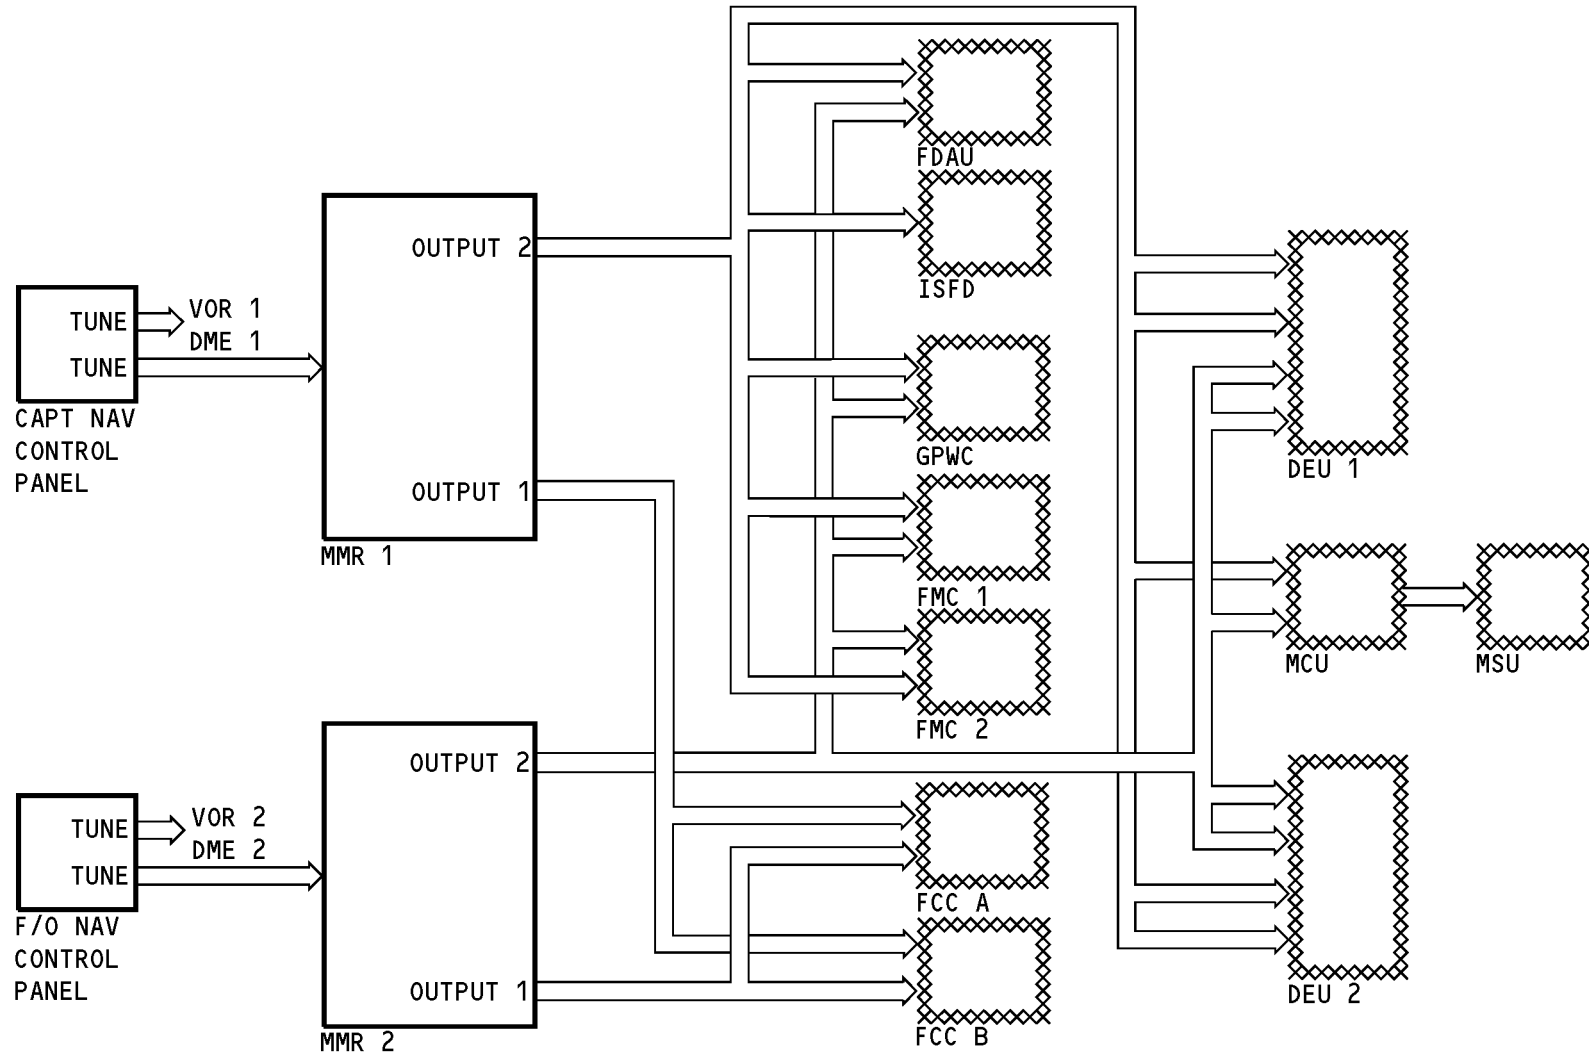 FDAU
ISFD
GPWC
FMC 1
FMC 2
FCC A
FCC B
OUTPUT 2
OUTPUT 1
MMR 1
TUNE
VOR 1
DME 1
TUNE
CAPT NAV
CONTROL
PANEL
OUTPUT 2
OUTPUT 1
MMR 2
TUNE
VOR 2
DME 2
TUNE
F/O NAV
CONTROL
PANEL
DEU 1
MCU
MSU
DEU 2